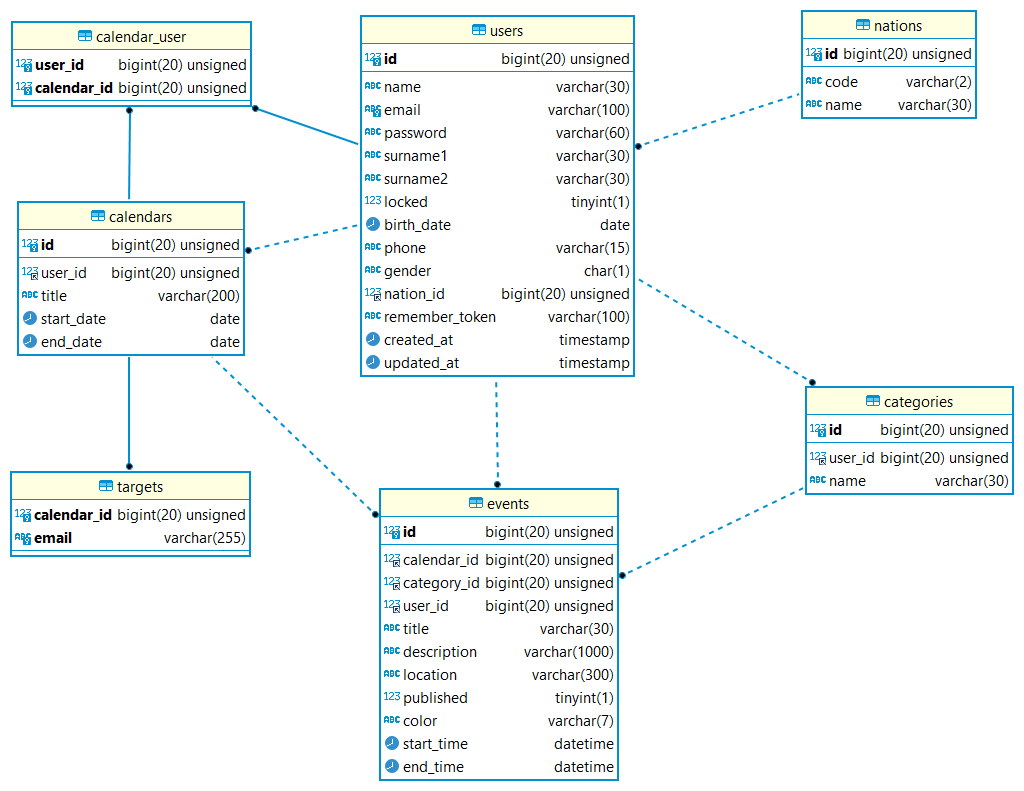 calendar_user
user_id bigint(20) unsigned
calendar_id bigint(20) unsigned
users
id bigint(20) unsigned
name varchar(30)
email varchar(100)
password varchar(60)
surname1 varchar(30)
surname2 varchar(30)
locked tinyint(1)
birth_date date
phone varchar(15)
gender char(1)
nation_id bigint(20) unsigned
remember_token varchar(100)
created_at timestamp
updated_at timestamp
nations
id bigint(20) unsigned
code varchar(2)
name varchar(30)
calendars
id bigint(20) unsigned
user_id bigint(20) unsigned
title varchar(200)
start_date date
end_date date
categories
id bigint(20) unsigned
user_id bigint(20) unsigned
name varchar(30)
targets
calendar_id bigint(20) unsigned
email varchar(255)
events
id bigint(20) unsigned
calendar_id bigint(20) unsigned
category_id bigint(20) unsigned
user_id bigint(20) unsigned
title varchar(30)
description varchar(1000)
location varchar(300)
published tinyint(1)
color varchar(7)
start_time datetime
end_time datetime